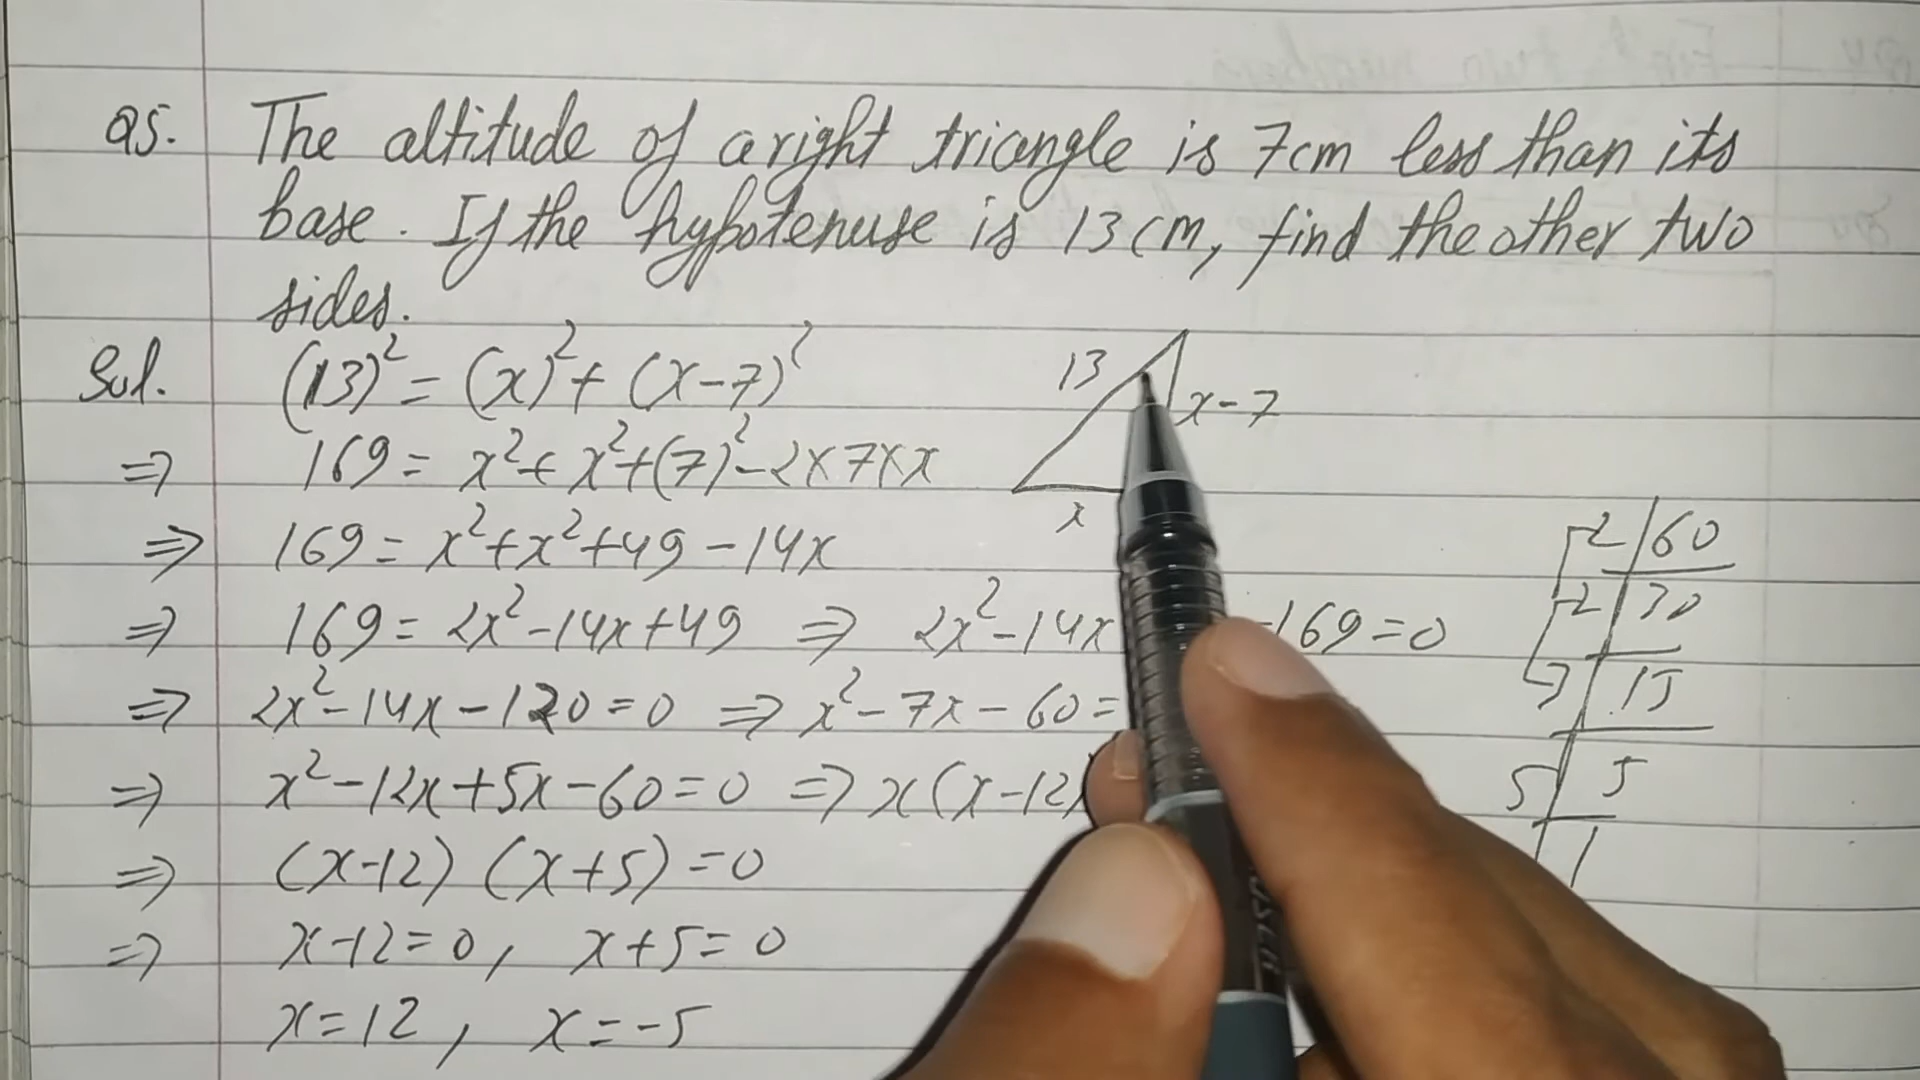 Q5. The altitude of a right triangle is 7cm less than its
base. If the hypotenuse is 13cm, find the other two
sides.
Sol. (13)² = (x)² + (x-7)²
13
x-7
x
⇒ 169 = x² + x² + (7)² - 2×7×x
⇒ 169 = x² + x² + 49 - 14x
⇒ 169 = 2x² - 14x + 49 ⇒ 2x² - 14x -169 = 0
⇒ 2x² - 14x - 120 = 0 ⇒ x² - 7x - 60 =
⇒ x² - 12x + 5x - 60 = 0 ⇒ x(x-12)
⇒ (x-12) (x+5) = 0
⇒ x-12=0, x+5=0
x=12, x=-5
2 60
2 30
3 15
5 5
1